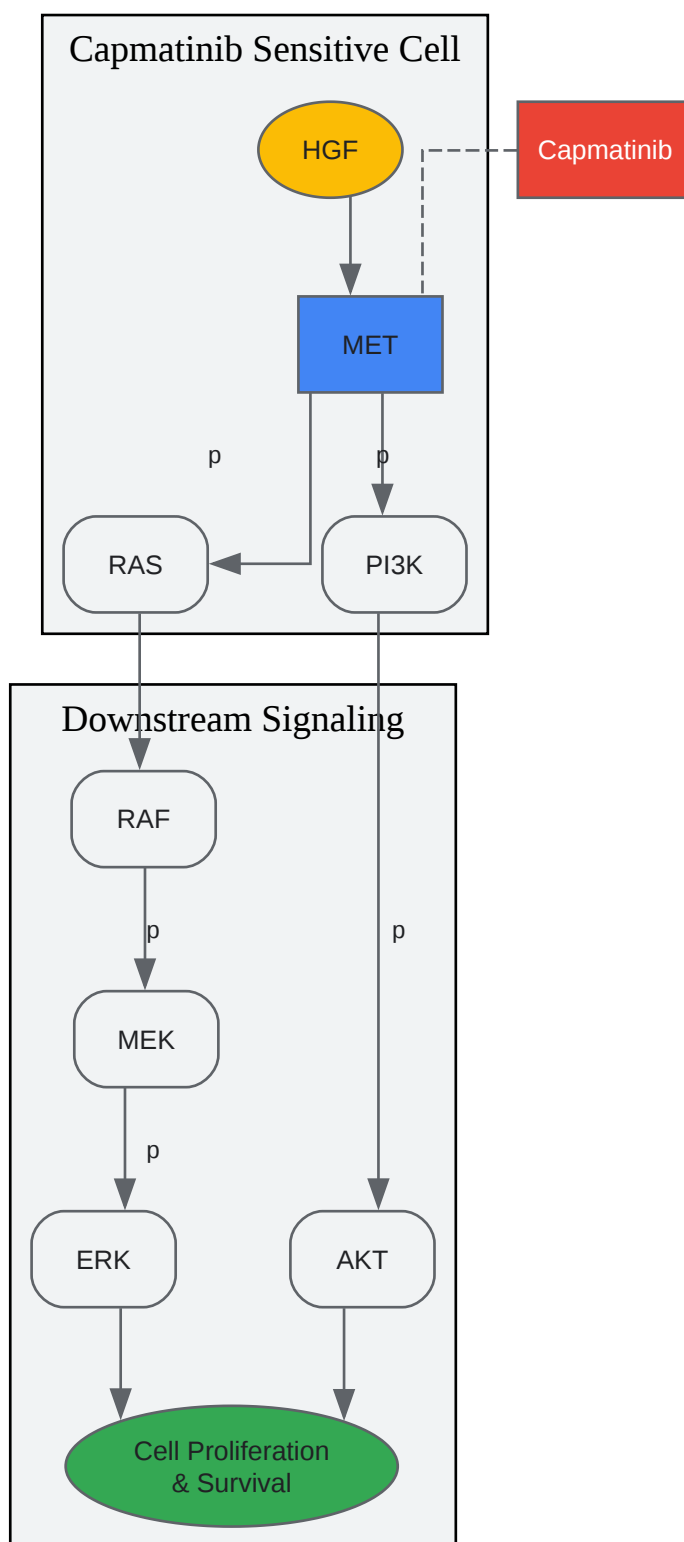 Capmatinib Sensitive Cell
HGF
Capmatinib
MET
p
p
RAS
PI3K
Downstream Signaling
RAF
p
p
MEK
p
ERK
AKT
Cell Proliferation
& Survival